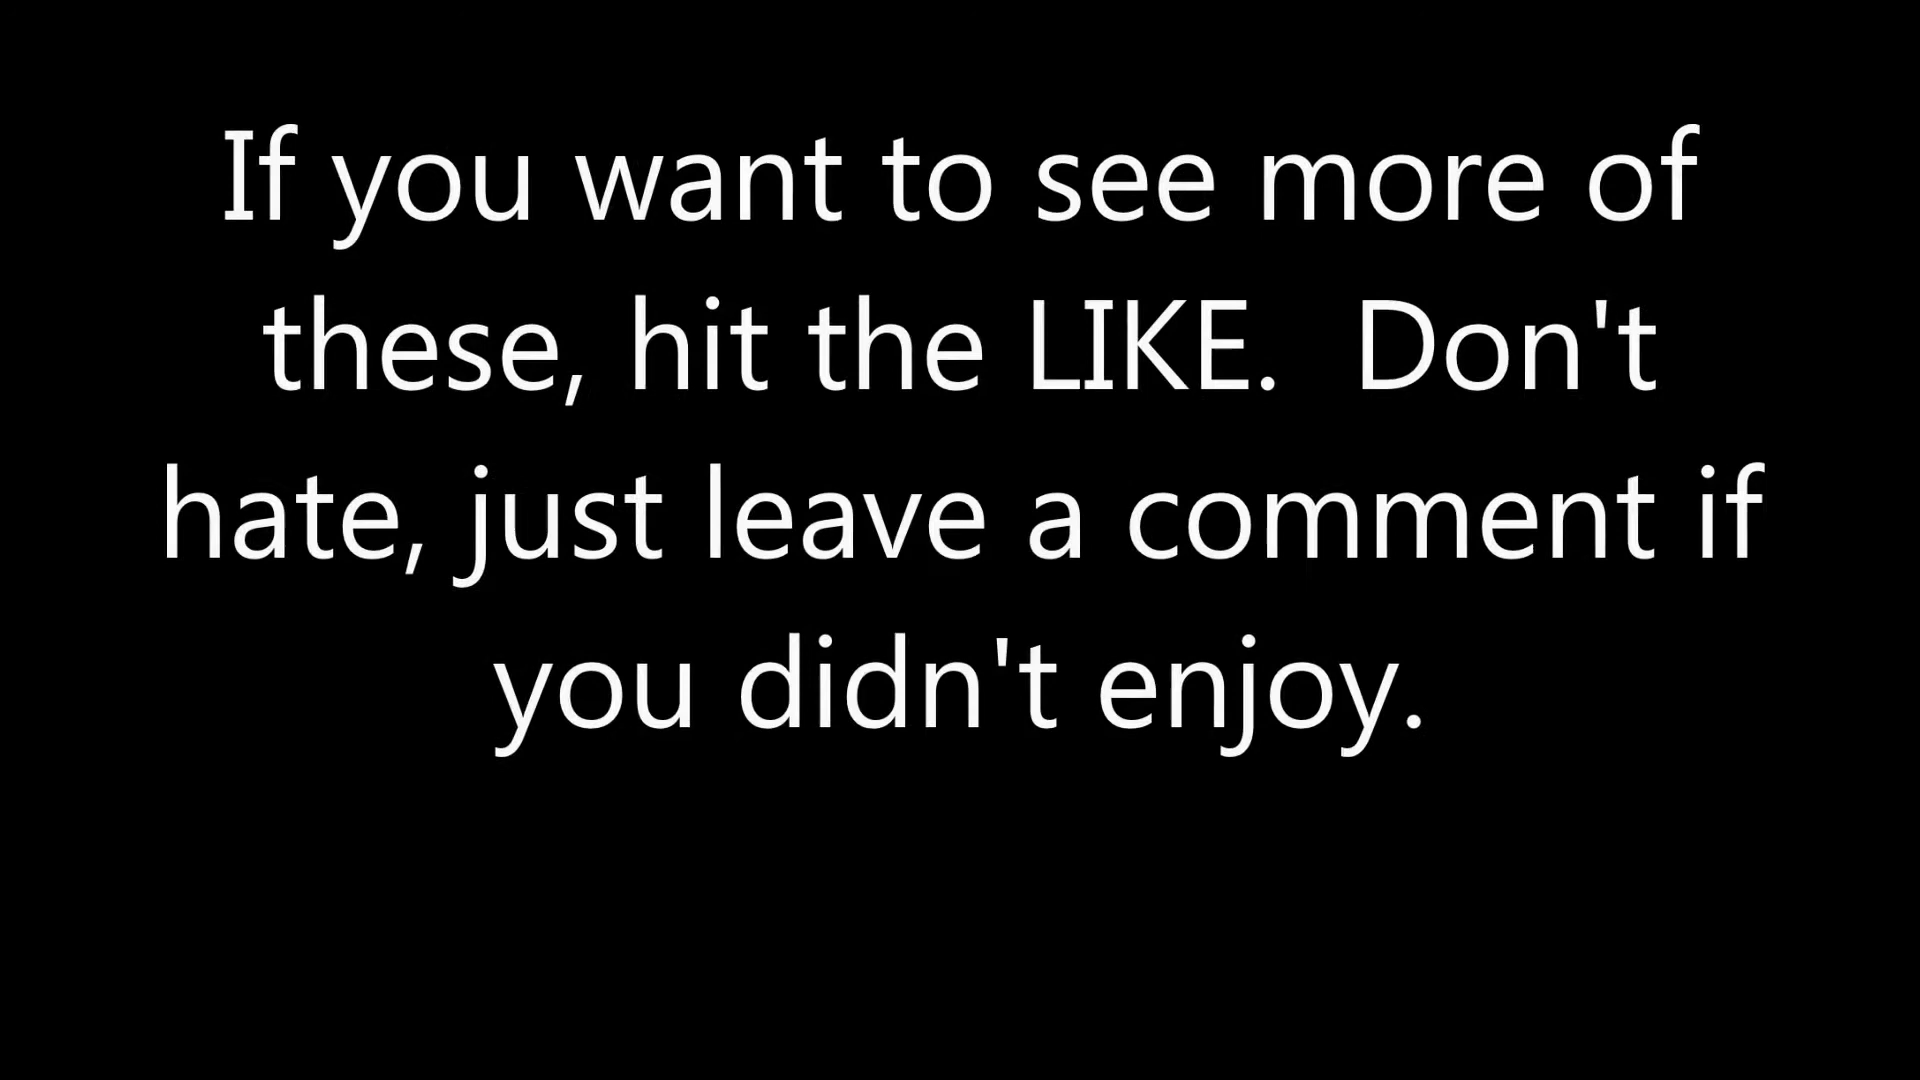 If you want to see more of
these, hit the LIKE.  Don't
hate, just leave a comment if
you didn't enjoy.